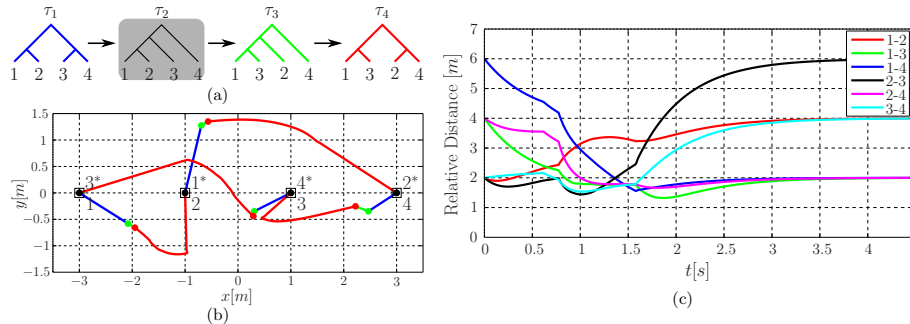 τ1 τ2 τ3 τ4
1 2 3 4 1 2 3 4 1 3 2 4 1 3 2 4
(a)
1.5
1
0.5
0
−0.5
−1
−1.5
y[m]
3* 1* 4* 2*
1 2 3 4
−3 −2 −1 0 1 2 3
x[m]
(b)
7
6
5
4
3
2
1
0
Relative Distance [m]
1-2
1-3
1-4
2-3
2-4
3-4
0 0.5 1 1.5 2 2.5 3 3.5 4
t[s]
(c)